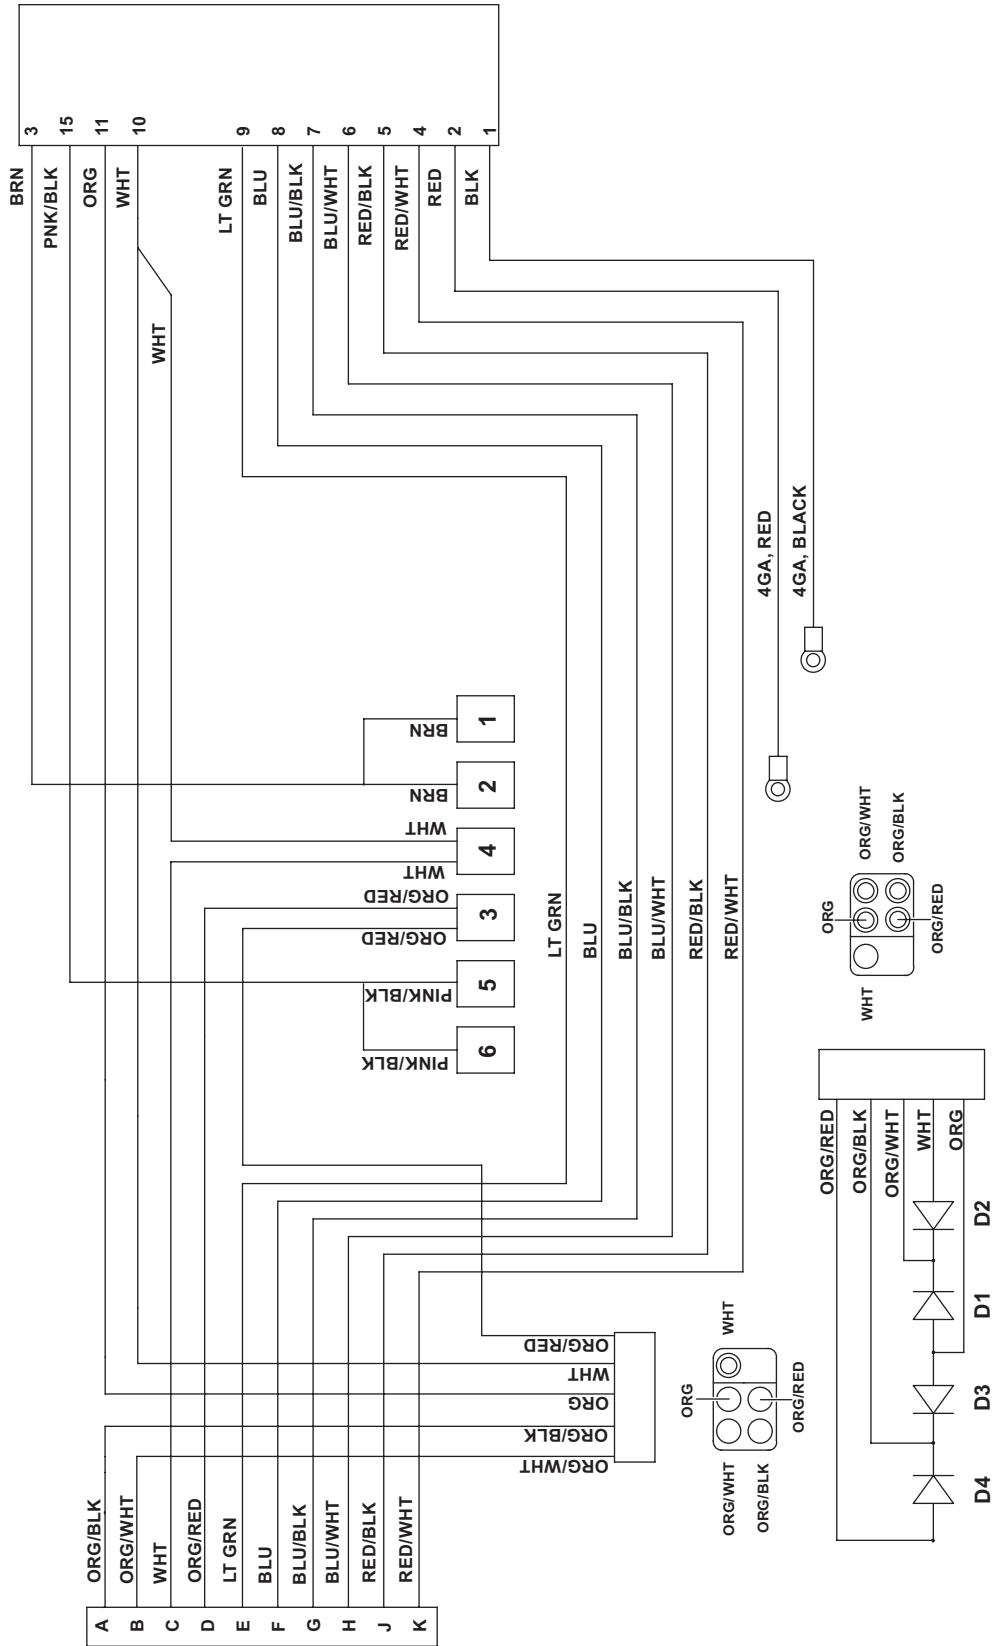 3
15
11
10
9
8
7
6
5
4
2
1
BRN
PNK/BLK
ORG
WHT
LT GRN
BLU
BLU/BLK
BLU/WHT
RED/BLK
RED/WHT
RED
BLK
WHT
4GA, RED
4GA, BLACK
BRN
1
BRN
2
WHT
WHT
4
ORG/RED
ORG/RED
3
PINK/BLK
5
PINK/BLK
6
LT GRN
BLU
BLU/BLK
BLU/WHT
RED/BLK
RED/WHT
ORG
ORG/WHT
ORG/BLK
ORG/RED
WHT
ORG/RED
ORG/BLK
ORG/WHT
WHT
ORG
D2
D1
D3
D4
ORG/RED
WHT
ORG
ORG/BLK
ORG/WHT
WHT
ORG
ORG/RED
ORG/WHT
ORG/BLK
ORG/BLK
ORG/WHT
WHT
ORG/RED
LT GRN
BLU
BLU/BLK
BLU/WHT
RED/BLK
RED/WHT
A
B
C
D
E
F
G
H
J
K